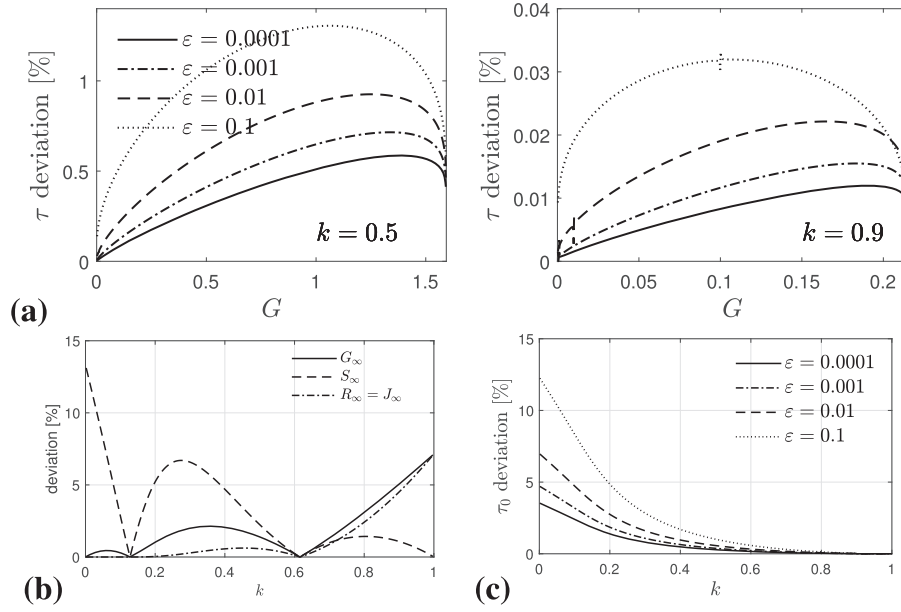 τ deviation [%]
1
0.5
0
ε = 0.0001
ε = 0.001
ε = 0.01
ε = 0.1
k = 0.5
0 0.5 1 1.5
G
τ deviation [%]
0.04
0.03
0.02
0.01
0
k = 0.9
0 0.05 0.10 0.15 0.2
G
(a)
deviation [%]
15
10
5
0
G∞
S∞
R∞ = J∞
0 0.2 0.4 0.6 0.8 1
k
(b)
τ0 deviation [%]
15
10
5
0
ε = 0.0001
ε = 0.001
ε = 0.01
ε = 0.1
0 0.2 0.4 0.6 0.8 1
k
(c)